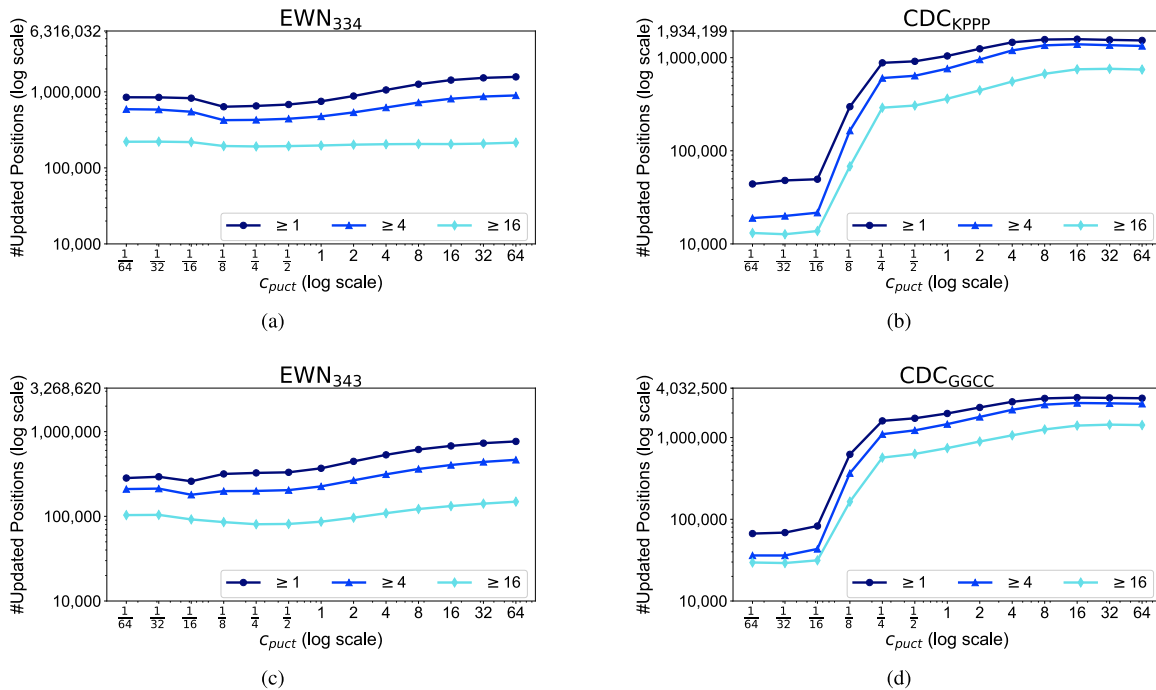 EWN334
6,316,032
1,000,000
100,000
10,000
#Updated Positions (log scale)
≥ 1 ≥ 4 ≥ 16
1/64 1/32 1/16 1/8 1/4 1/2 1 2 4 8 16 32 64
cpuct (log scale)
(a)
CDCKPPP
1,934,199
1,000,000
100,000
10,000
#Updated Positions (log scale)
≥ 1 ≥ 4 ≥ 16
1/64 1/32 1/16 1/8 1/4 1/2 1 2 4 8 16 32 64
cpuct (log scale)
(b)
EWN343
3,268,620
1,000,000
100,000
10,000
#Updated Positions (log scale)
≥ 1 ≥ 4 ≥ 16
1/64 1/32 1/16 1/8 1/4 1/2 1 2 4 8 16 32 64
cpuct (log scale)
(c)
CDCGGCC
4,032,500
1,000,000
100,000
10,000
#Updated Positions (log scale)
≥ 1 ≥ 4 ≥ 16
1/64 1/32 1/16 1/8 1/4 1/2 1 2 4 8 16 32 64
cpuct (log scale)
(d)